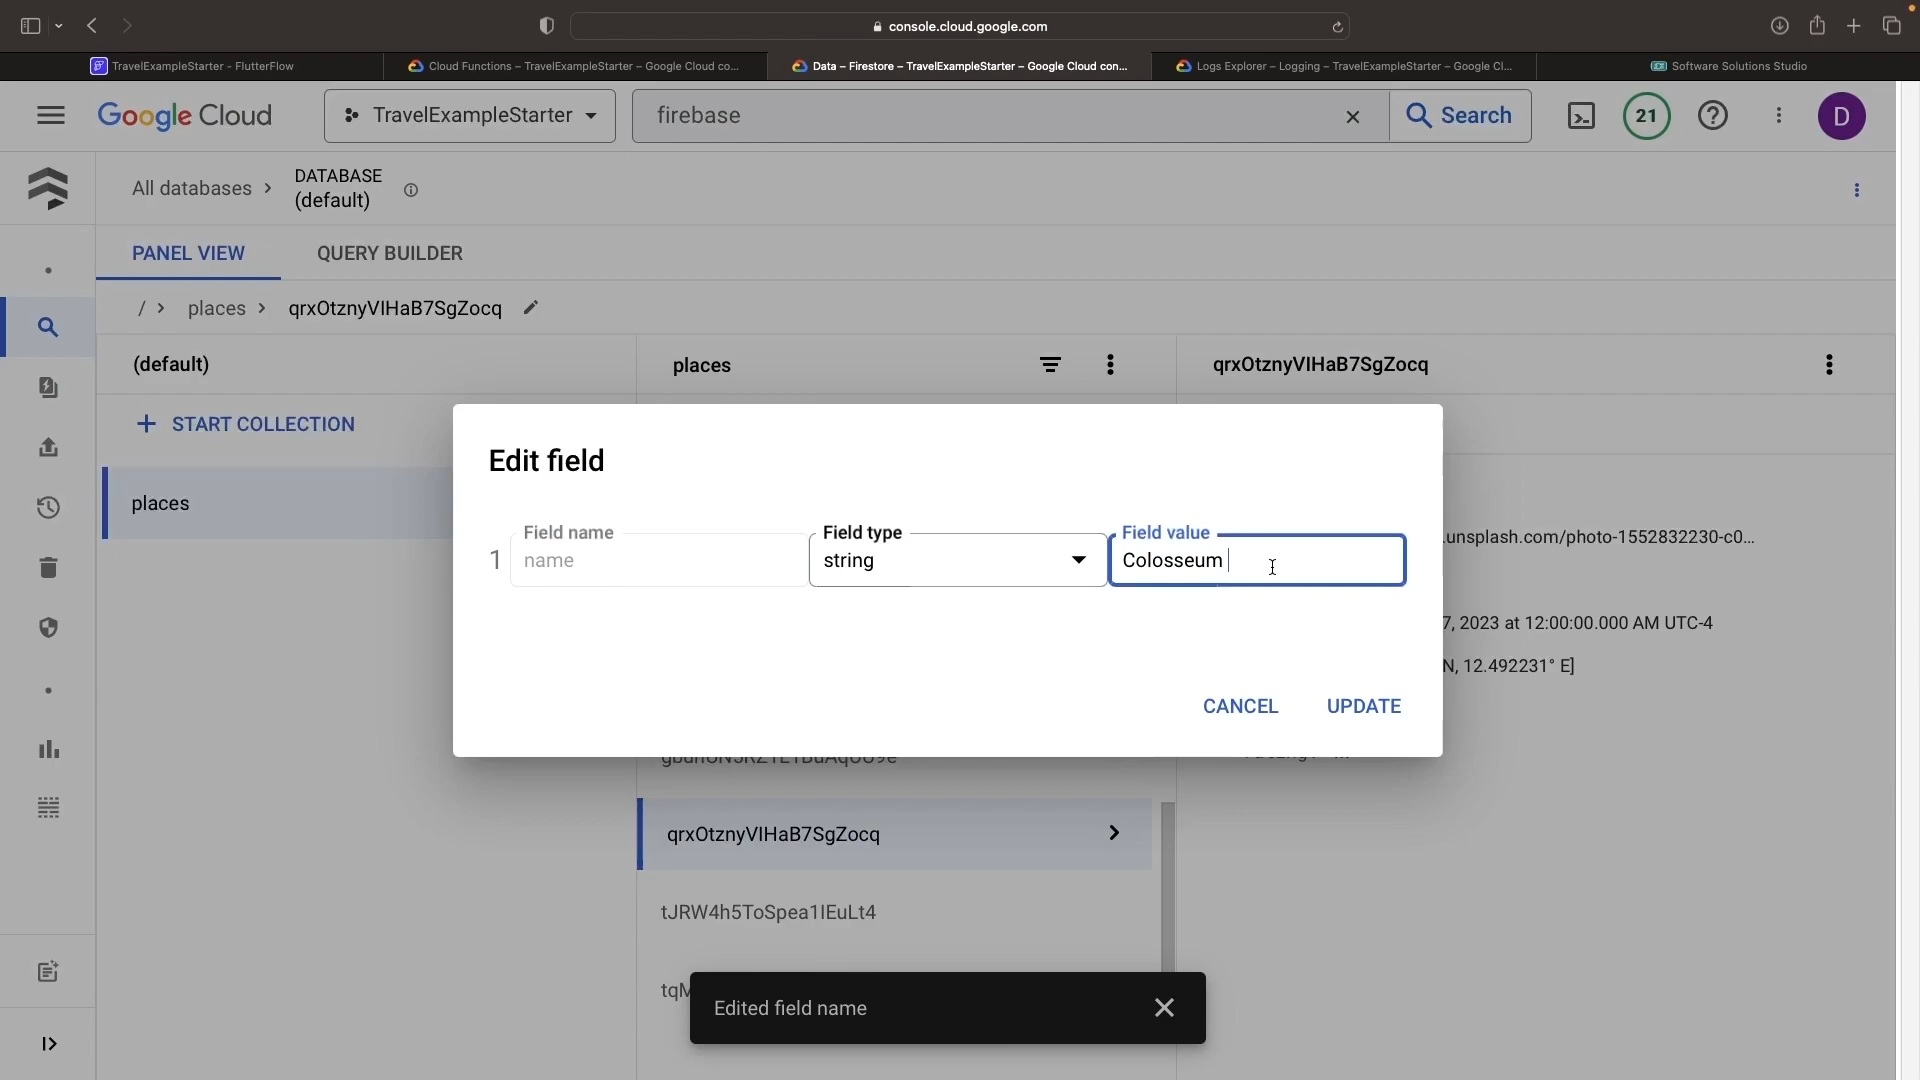 console.cloud.google.com
TravelExampleStarter - FlutterFlow
Cloud Functions – TravelExampleStarter – Google Cloud co...
Data – Firestore – TravelExampleStarter – Google Cloud con...
Logs Explorer – Logging – TravelExampleStarter – Google Cl...
Software Solutions Studio
Google Cloud
TravelExampleStarter
firebase
Search
21
D
All databases
DATABASE
(default)
PANEL VIEW
QUERY BUILDER
/
places
qrxOtznyVIHaB7SgZocq
(default)
places
qrxOtznyVIHaB7SgZocq
START COLLECTION
places
Edit field
Field name
Field type
Field value
1
name
string
Colosseum
.unsplash.com/photo-1552832230-c0...
7, 2023 at 12:00:00.000 AM UTC-4
N, 12.492231° E]
CANCEL
UPDATE
qrxOtznyVIHaB7SgZocq
tJRW4h5ToSpea1IEuLt4
tqM
Edited field name